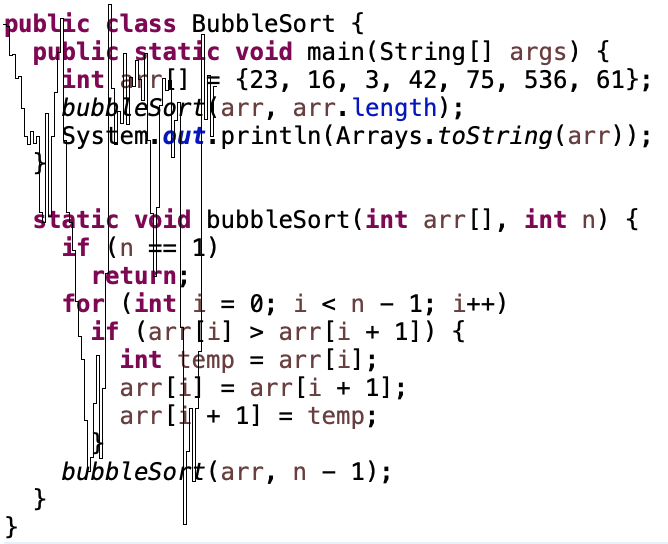 public class BubbleSort {
  public static void main(String[] args) {
    int arr[] = {23, 16, 3, 42, 75, 536, 61};
    bubbleSort(arr, arr.length);
    System.out.println(Arrays.toString(arr));
  }
  static void bubbleSort(int arr[], int n) {
    if (n == 1)
      return;
    for (int i = 0; i < n - 1; i++)
      if (arr[i] > arr[i + 1]) {
        int temp = arr[i];
        arr[i] = arr[i + 1];
        arr[i + 1] = temp;
      }
    bubbleSort(arr, n - 1);
  }
}